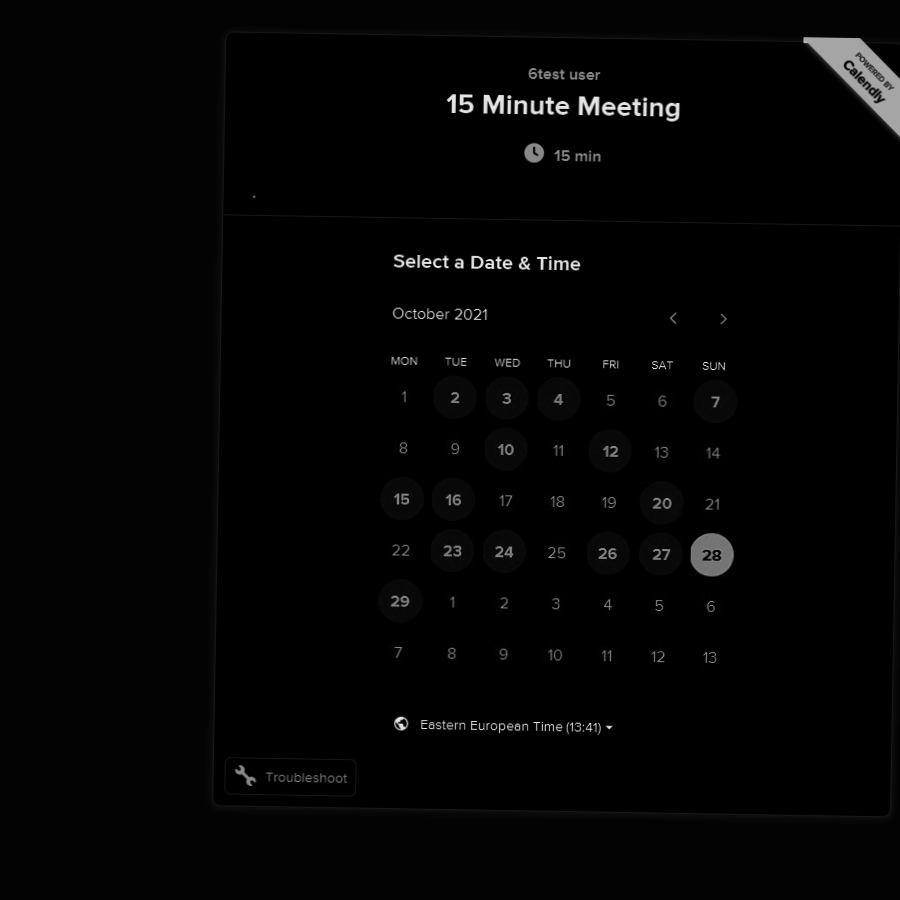 6test user
15 Minute Meeting
15 min
POWERED BY
Calendly
Select a Date & Time
October 2021
MON TUE WED THU FRI SAT SUN
1 2 3 4 5 6 7
8 9 10 11 12 13 14
15 16 17 18 19 20 21
22 23 24 25 26 27 28
29 1 2 3 4 5 6
7 8 9 10 11 12 13
Eastern European Time (13:41)
Troubleshoot